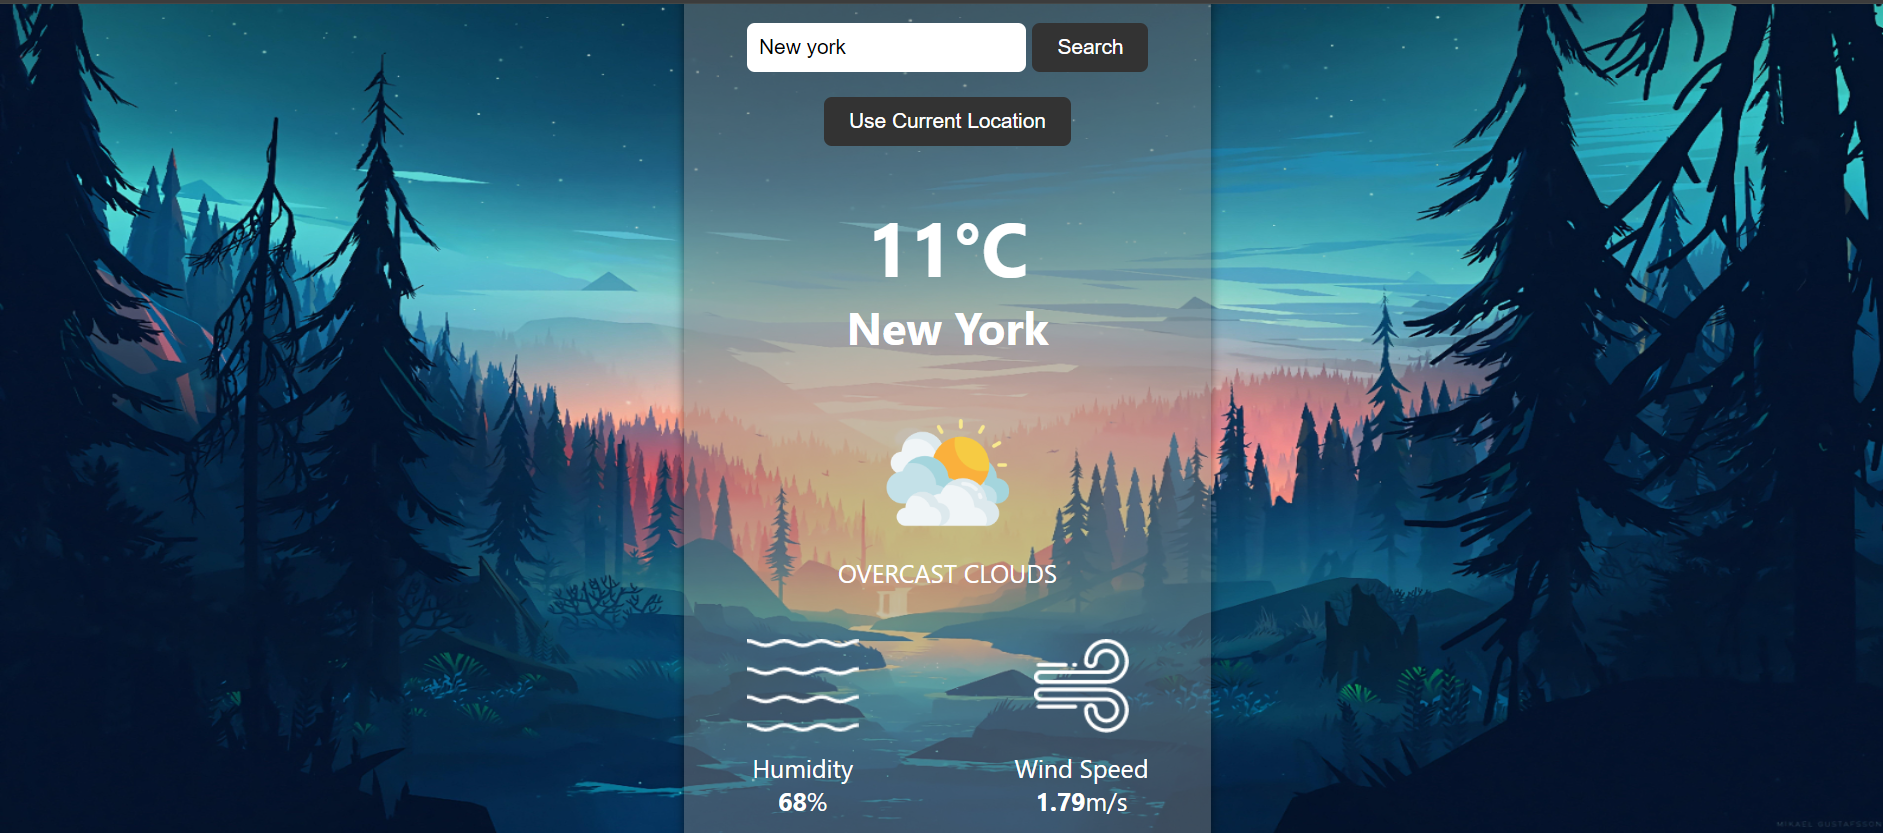 New york
Search
Use Current Location
11°C
New York
OVERCAST CLOUDS
Humidity
Wind Speed
68%
1.79m/s
MIKAEL GUSTAFSSON